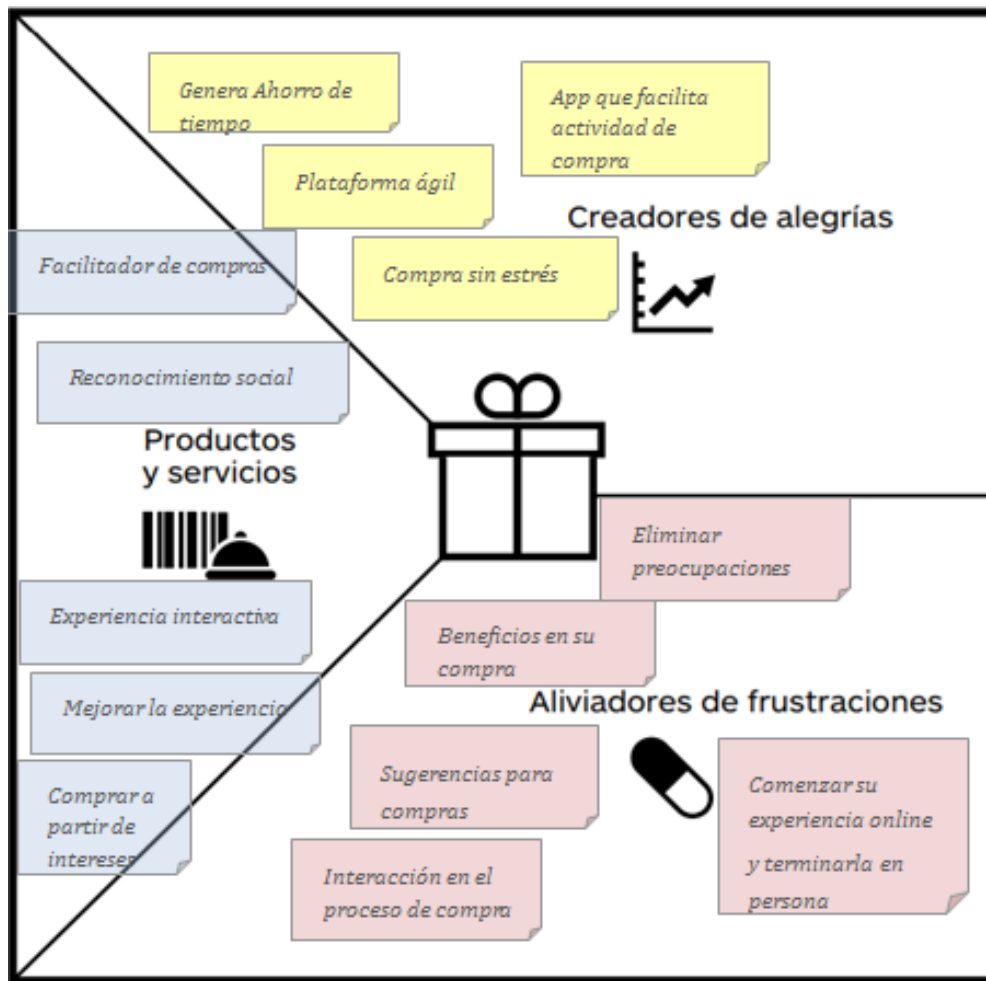 Genera Ahorro de
tiempo
App que facilita
actividad de
compra
Plataforma ágil
Creadores de alegrías
Facilitador de compras
Compra sin estrés
Reconocimiento social
Productos
y servicios
Eliminar
preocupaciones
Experiencia interactiva
Beneficios en su
compra
Mejorar la experiencia
Aliviadores de frustraciones
Sugerencias para
compras
Comprar a
partir de
intereses
Comenzar su
experiencia online
y terminarla en
persona
Interacción en el
proceso de compra